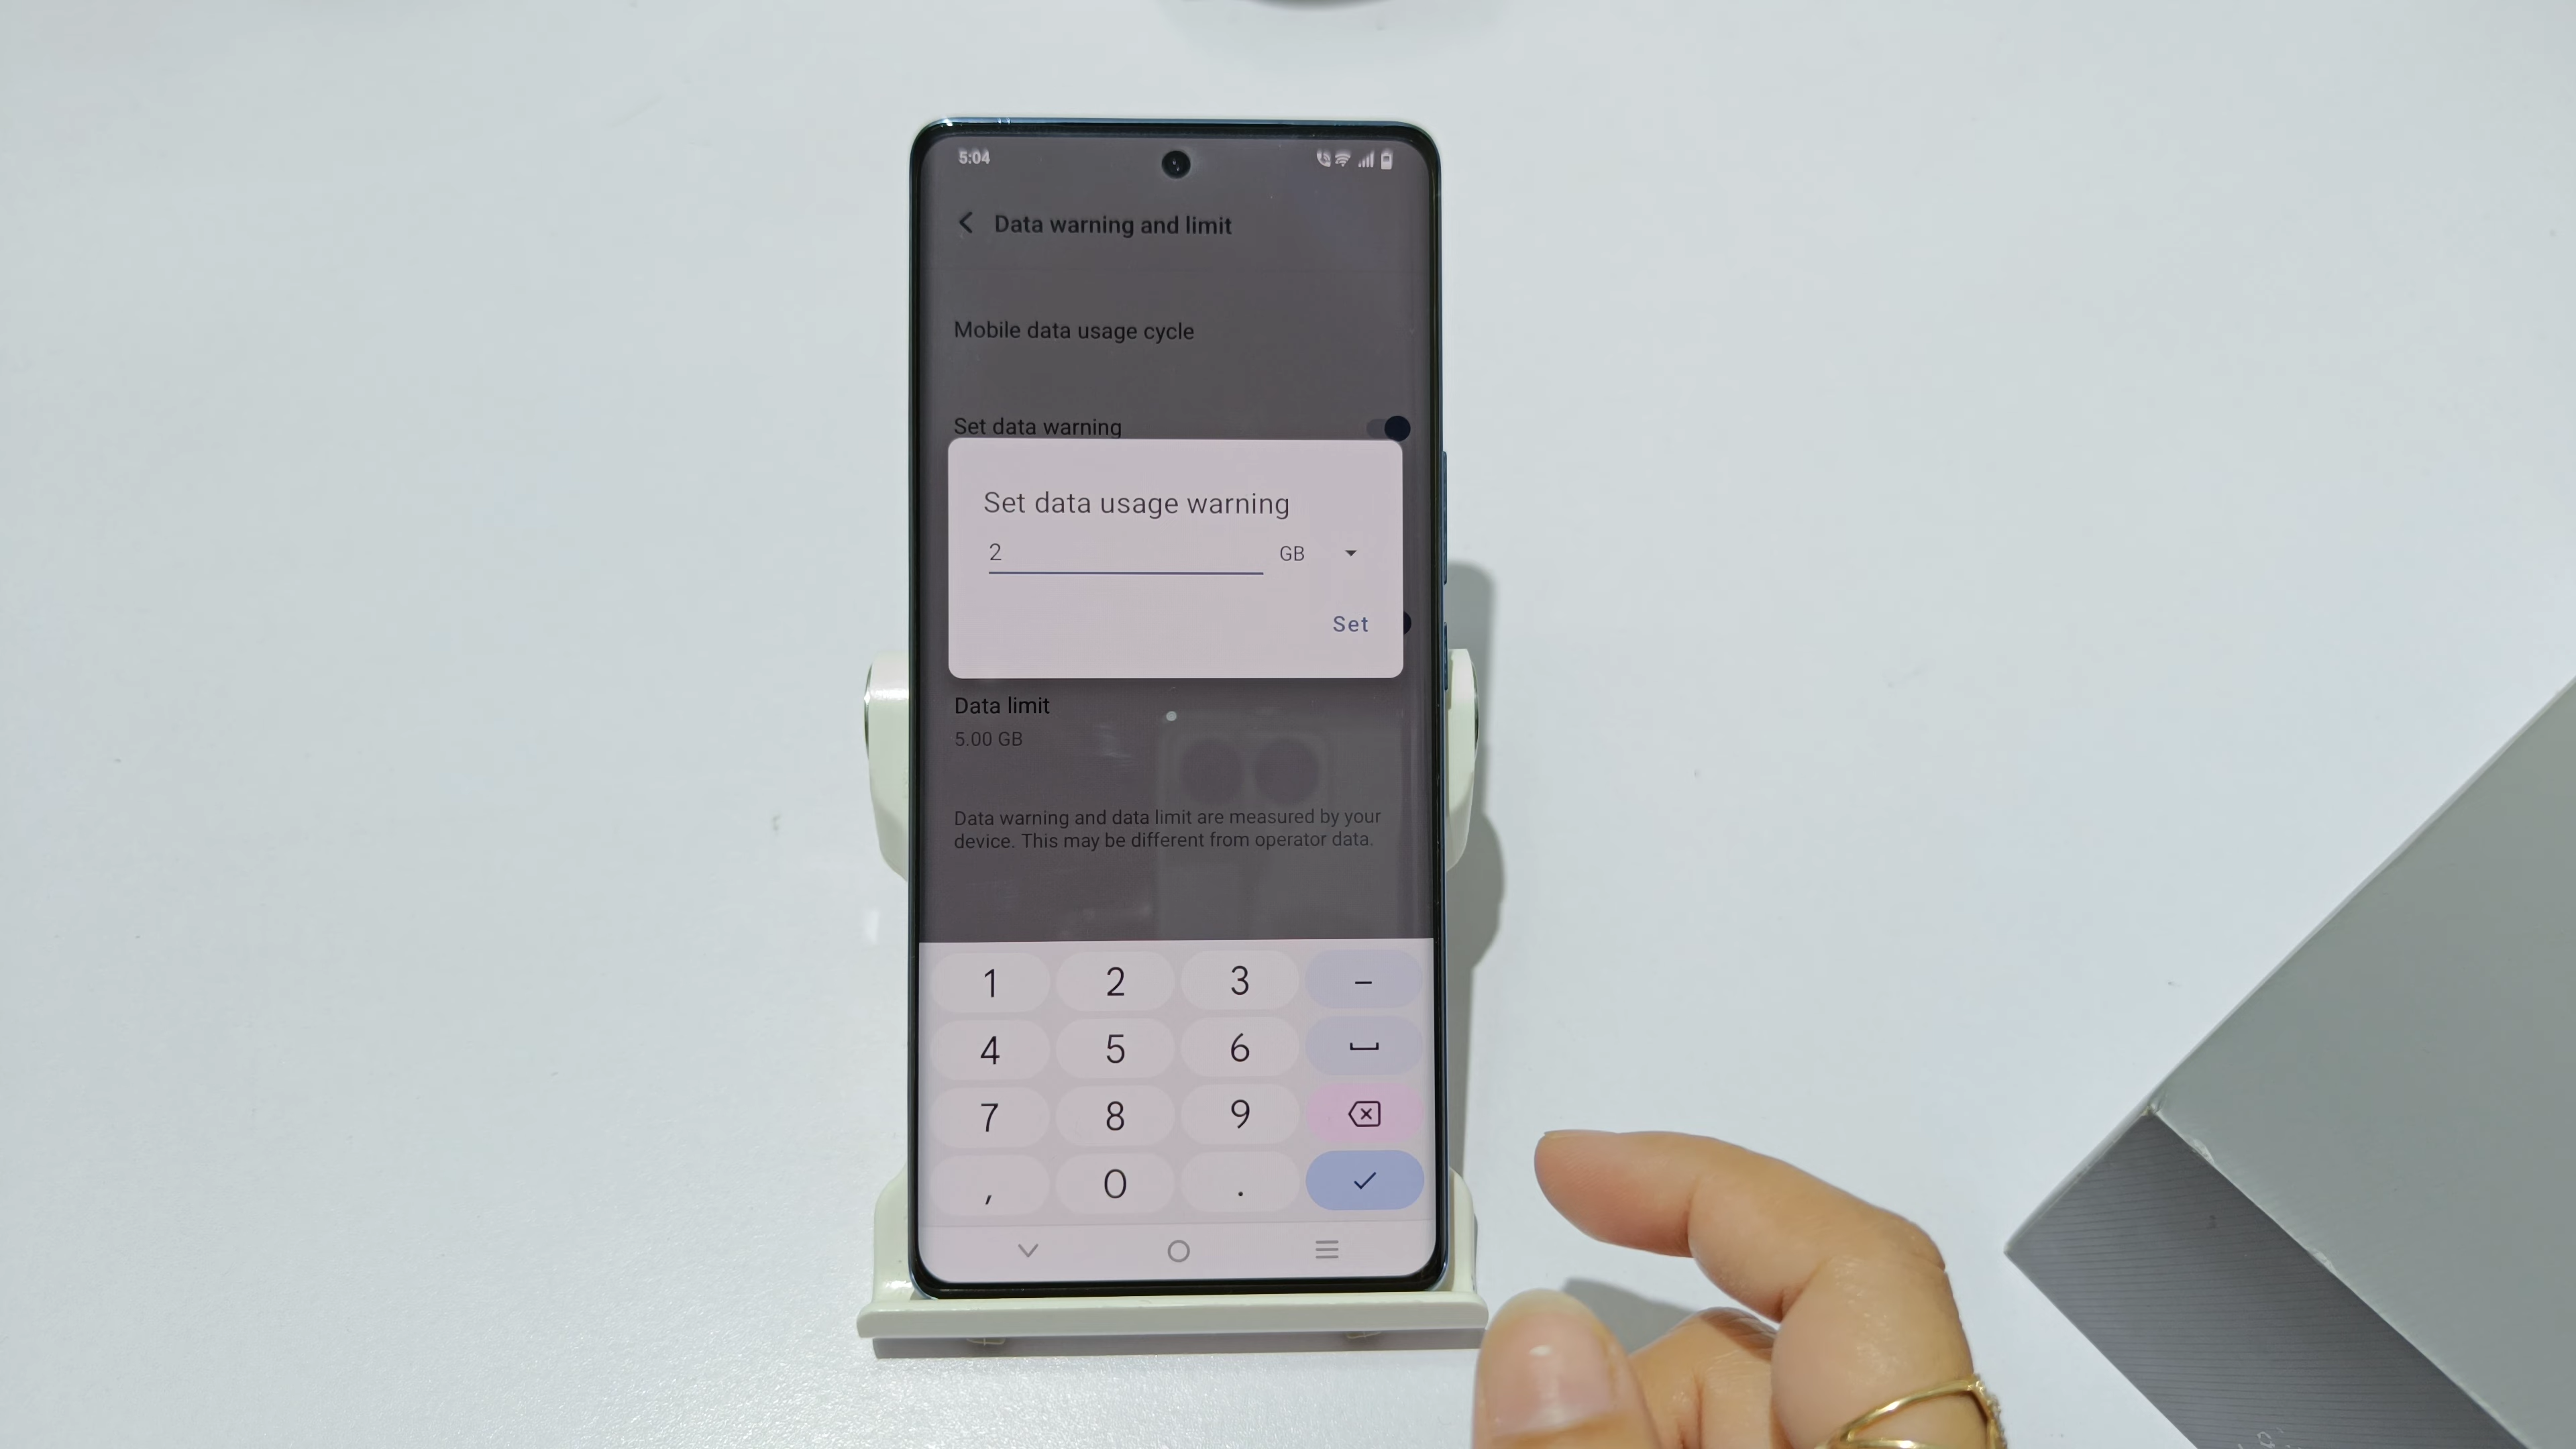 5:04
Data warning and limit
Mobile data usage cycle
Set data warning
Set data usage warning
2 GB
Set
Data limit
5.00 GB
Data warning and data limit are measured by your
device. This may be different from operator data.
1 2 3 –
4 5 6
7 8 9
, 0 .